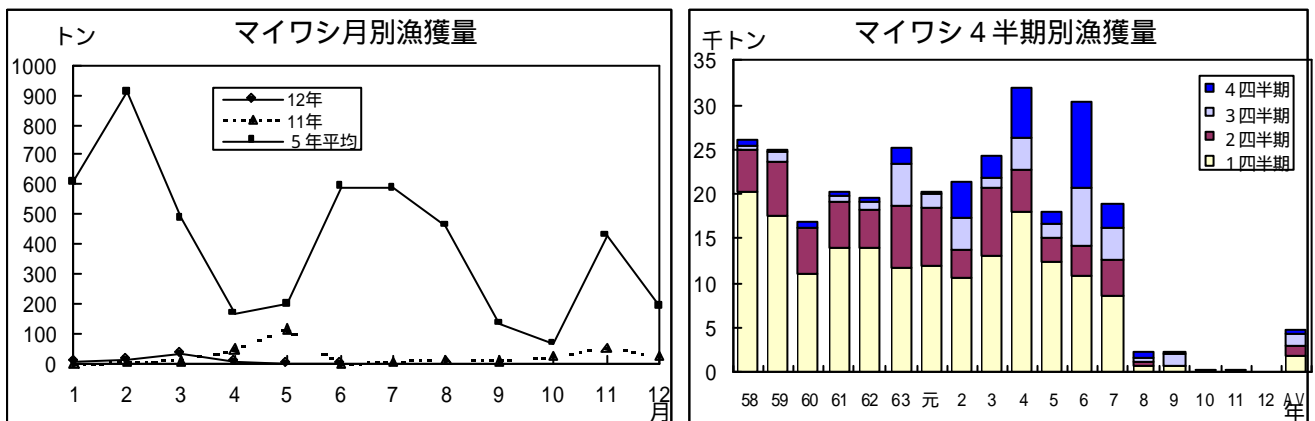 トン
マイワシ月別漁獲量
1000
900
800
700
600
500
400
300
200
100
0
12年
11年
５年平均
1 2 3 4 5 6 7 8 9 10 11 12
月
千トン
マイワシ４半期別漁獲量
35
30
25
20
15
10
5
0
４四半期
３四半期
２四半期
１四半期
58 59 60 61 62 63 元 2 3 4 5 6 7 8 9 10 11 12 AV
年